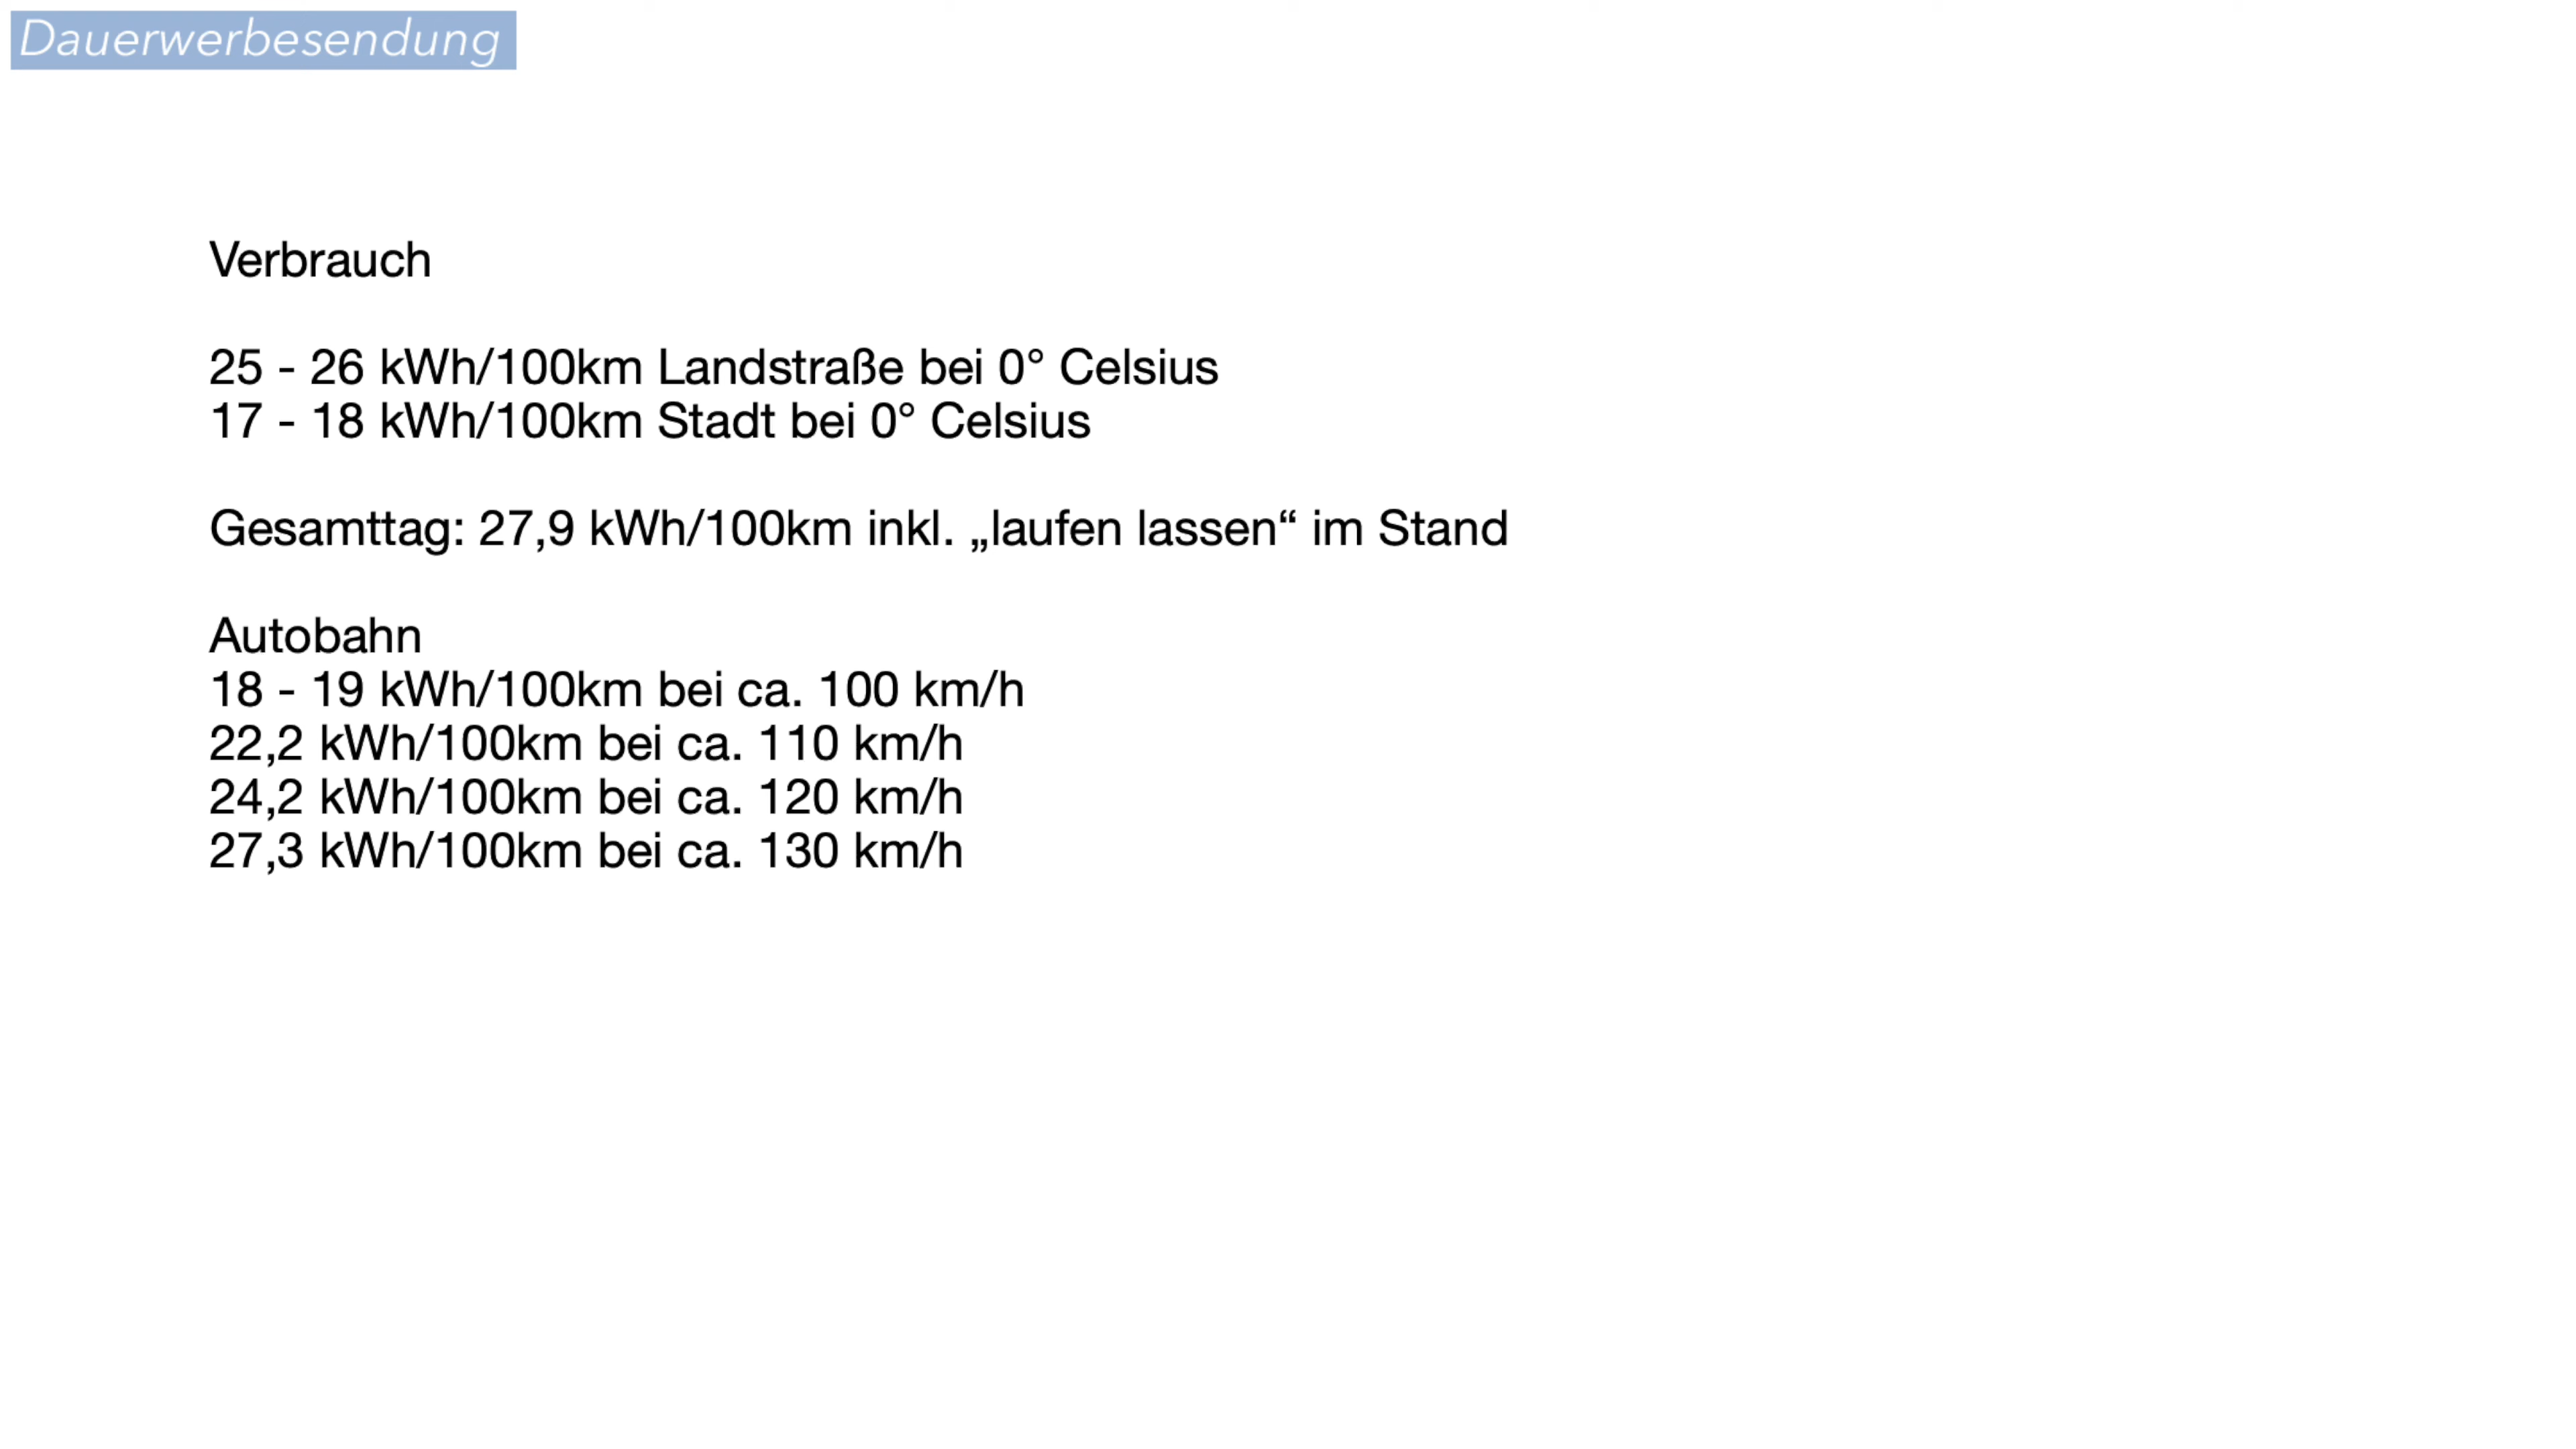 Dauerwerbesendung
Verbrauch
25 - 26 kWh/100km Landstraße bei 0° Celsius
17 - 18 kWh/100km Stadt bei 0° Celsius
Gesamttag: 27,9 kWh/100km inkl. „laufen lassen“ im Stand
Autobahn
18 - 19 kWh/100km bei ca. 100 km/h
22,2 kWh/100km bei ca. 110 km/h
24,2 kWh/100km bei ca. 120 km/h
27,3 kWh/100km bei ca. 130 km/h